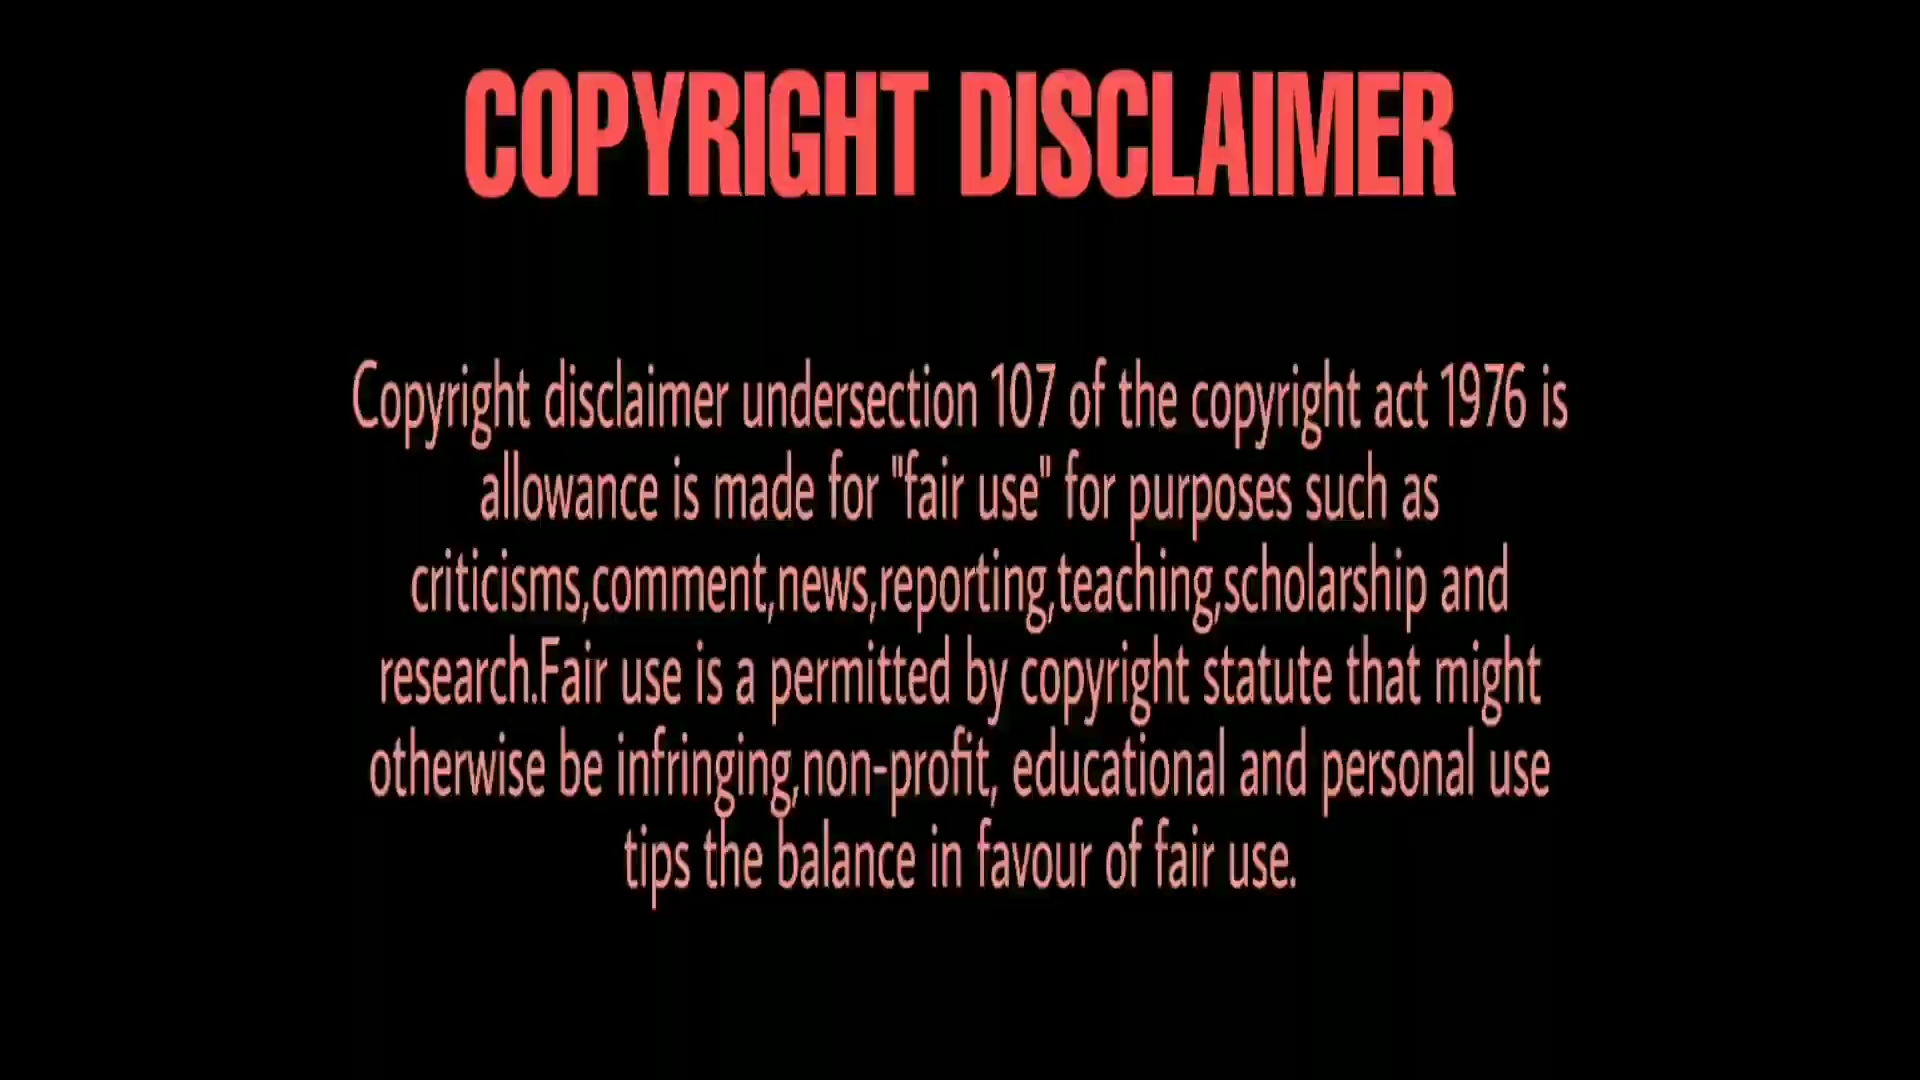 COPYRIGHT DISCLAIMER
Copyright disclaimer undersection 107 of the copyright act 1976 is
allowance is made for "fair use" for purposes such as
criticisms,comment,news,reporting,teaching,scholarship and
research.Fair use is a permitted by copyright statute that might
otherwise be infringing,non-profit, educational and personal use
tips the balance in favour of fair use.